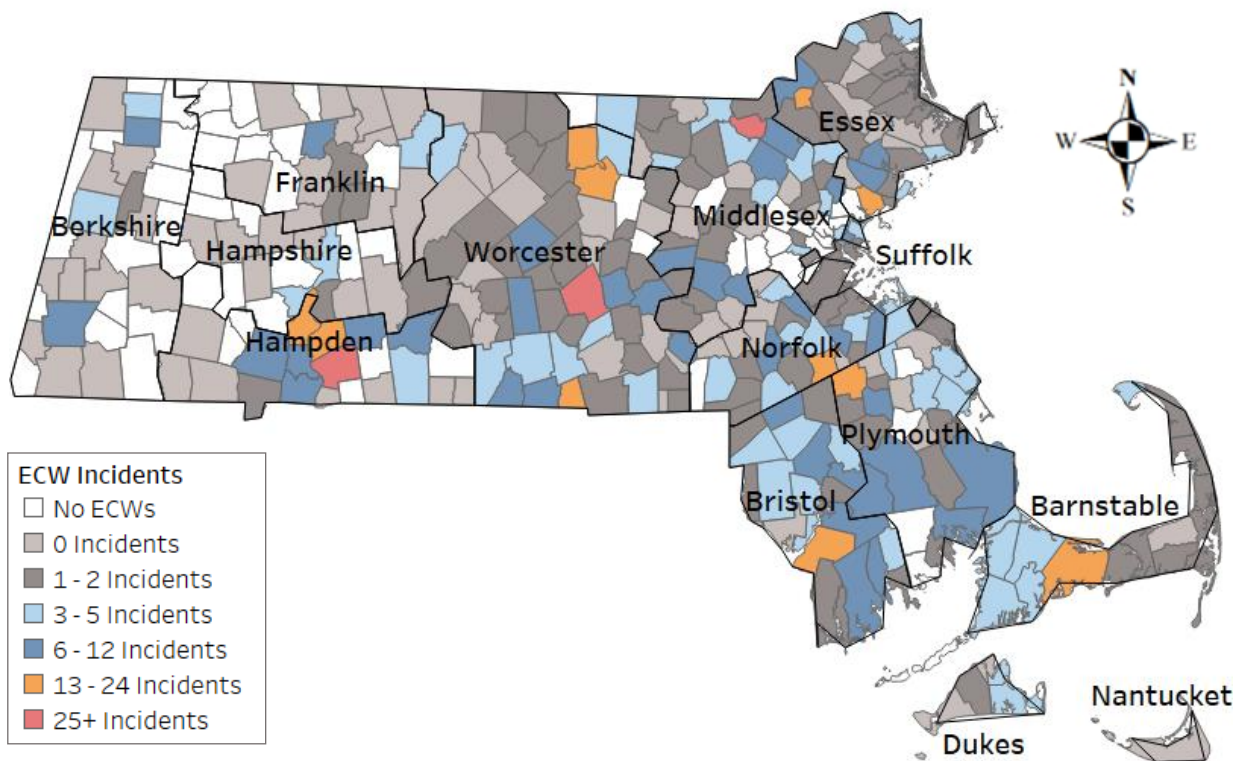 N
W E
S
Essex
Franklin
Berkshire
Middlesex
Hampshire
Worcester
Suffolk
Hampden
Norfolk
Plymouth
Bristol
Barnstable
ECW Incidents
No ECWs
0 Incidents
1 - 2 Incidents
3 - 5 Incidents
6 - 12 Incidents
13 - 24 Incidents
25+ Incidents
Nantucket
Dukes